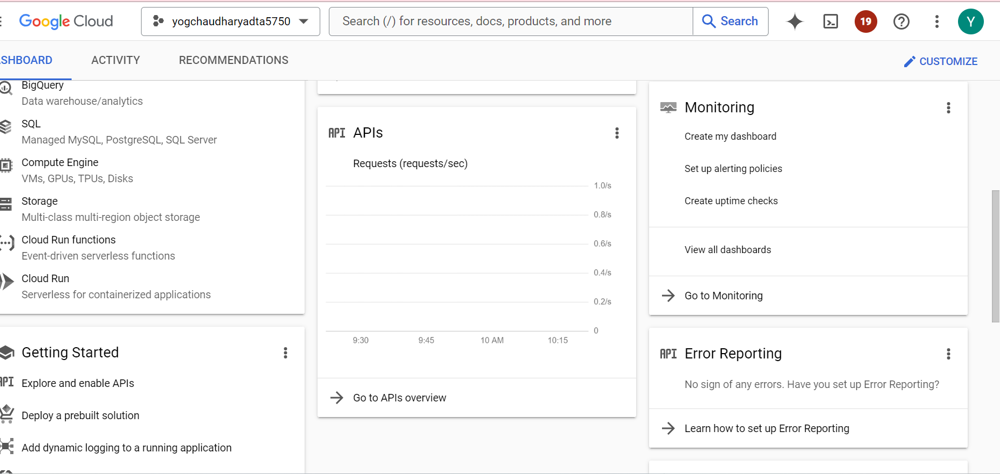 Google Cloud
yogchaudharyadta5750
Search (/) for resources, docs, products, and more
Search
19
Y
SHBOARD
ACTIVITY
RECOMMENDATIONS
CUSTOMIZE
BigQuery
Data warehouse/analytics
SQL
Managed MySQL, PostgreSQL, SQL Server
Compute Engine
VMs, GPUs, TPUs, Disks
Storage
Multi-class multi-region object storage
Cloud Run functions
Event-driven serverless functions
Cloud Run
Serverless for containerized applications
Getting Started
API Explore and enable APIs
Deploy a prebuilt solution
Add dynamic logging to a running application
API APIs
Requests (requests/sec)
1.0/s
0.8/s
0.6/s
0.4/s
0.2/s
0
9:30 9:45 10 AM 10:15
Go to APIs overview
Monitoring
Create my dashboard
Set up alerting policies
Create uptime checks
View all dashboards
Go to Monitoring
API Error Reporting
No sign of any errors. Have you set up Error Reporting?
Learn how to set up Error Reporting